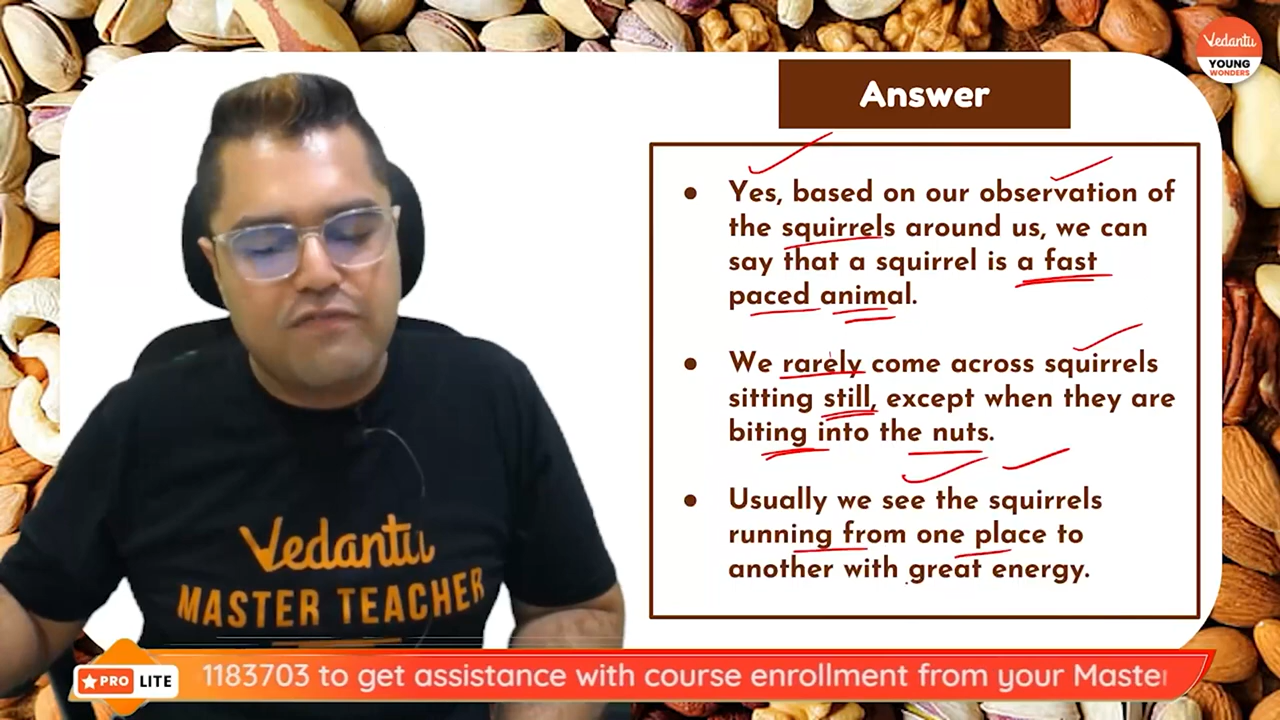 Vedantu
YOUNG
WONDERS
Answer
• Yes, based on our observation of
the squirrels around us, we can
say that a squirrel is a fast
paced animal.
• We rarely come across squirrels
sitting still, except when they are
biting into the nuts.
• Usually we see the squirrels
running from one place to
another with great energy.
Vedantu
MASTER TEACHER
PRO LITE
1183703 to get assistance with course enrollment from your Master